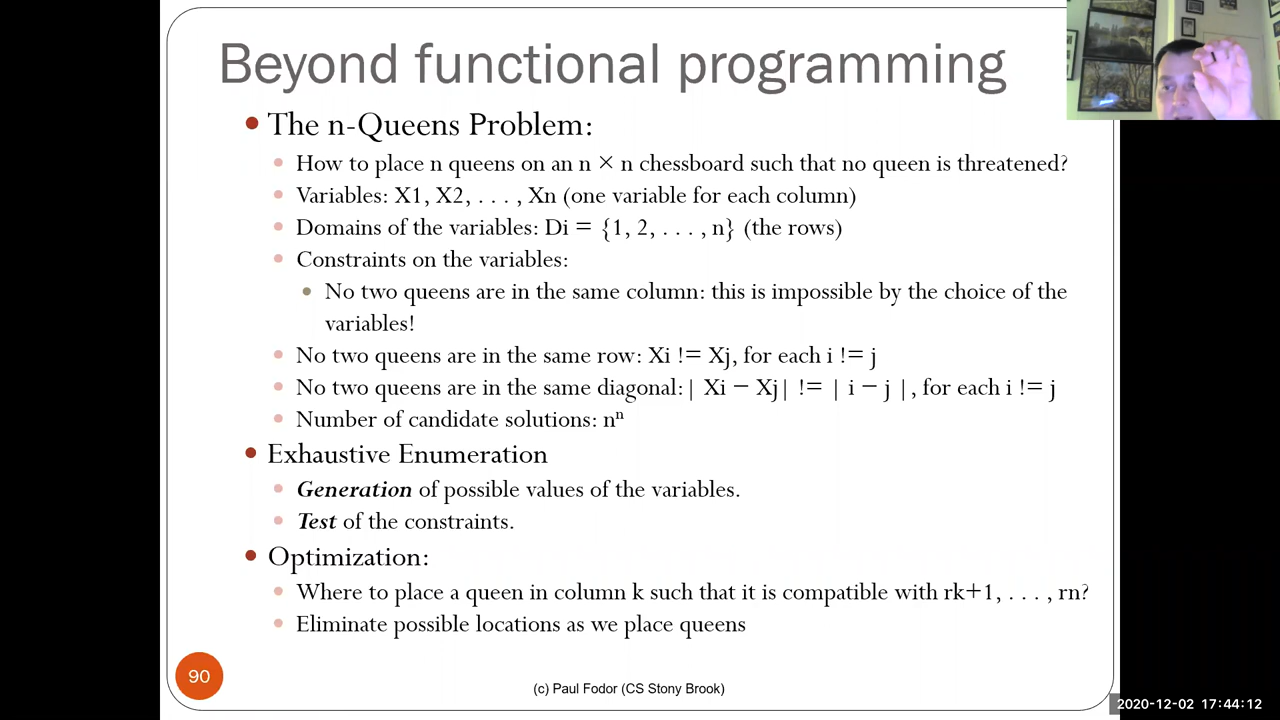 Beyond functional programming
• The n-Queens Problem:
• How to place n queens on an n × n chessboard such that no queen is threatened?
• Variables: X1, X2, . . . , Xn (one variable for each column)
• Domains of the variables: Di = {1, 2, . . . , n} (the rows)
• Constraints on the variables:
• No two queens are in the same column: this is impossible by the choice of the
variables!
• No two queens are in the same row: Xi != Xj, for each i != j
• No two queens are in the same diagonal: | Xi − Xj| != | i − j |, for each i != j
• Number of candidate solutions: nⁿ
• Exhaustive Enumeration
• Generation of possible values of the variables.
• Test of the constraints.
• Optimization:
• Where to place a queen in column k such that it is compatible with rk+1, . . . , rn?
• Eliminate possible locations as we place queens
90
(c) Paul Fodor (CS Stony Brook)
2020-12-02 17:44:12